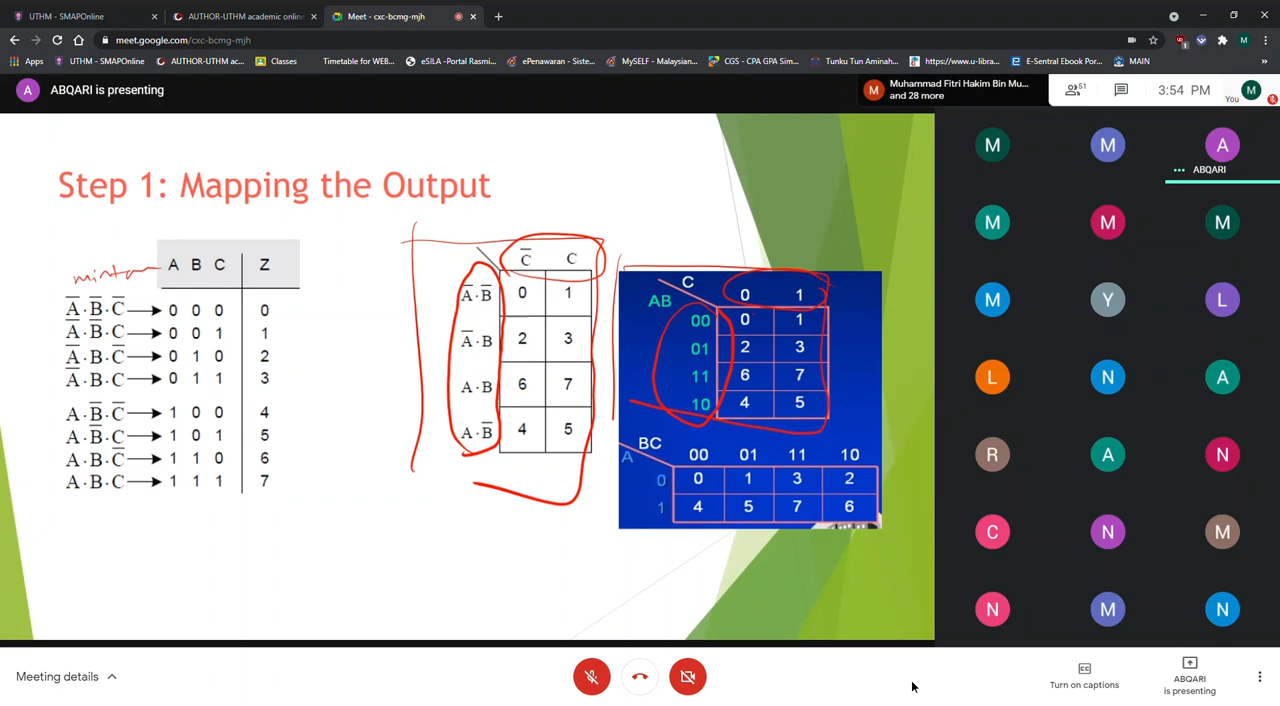 UTHM - SMAPOnline
AUTHOR-UTHM academic online
Meet - cxc-bcmg-mjh
meet.google.com/cxc-bcmg-mjh
M
Apps
UTHM - SMAPOnline
AUTHOR-UTHM ac...
Classes
Timetable for WEB...
eSILA -Portal Rasmi...
ePenawaran - Siste...
MySELF - Malaysian...
CGS - CPA GPA Sim...
Tunku Tun Aminah...
https://www.u-libra...
E-Sentral Ebook Por...
MAIN
A ABQARI is presenting
M Muhammad Fitri Hakim Bin Mu...
and 28 more
51
3:54 PM
You
M
Step 1: Mapping the Output
A B C Z
A̅·B̅·C̅ 0 0 0 0
A̅·B̅·C 0 0 1 1
A̅·B·C̅ 0 1 0 2
A̅·B·C 0 1 1 3
A·B̅·C̅ 1 0 0 4
A·B̅·C 1 0 1 5
A·B·C̅ 1 1 0 6
A·B·C 1 1 1 7
C̅ C
A̅·B̅ 0 1
A̅·B 2 3
A·B 6 7
A·B̅ 4 5
C
AB 0 1
00 0 1
01 2 3
11 6 7
10 4 5
BC
A 00 01 11 10
0 0 1 3 2
1 4 5 7 6
M M A
ABQARI
M M M
M Y L
L N A
R A N
C N M
N M N
Meeting details
Turn on captions
ABQARI
is presenting